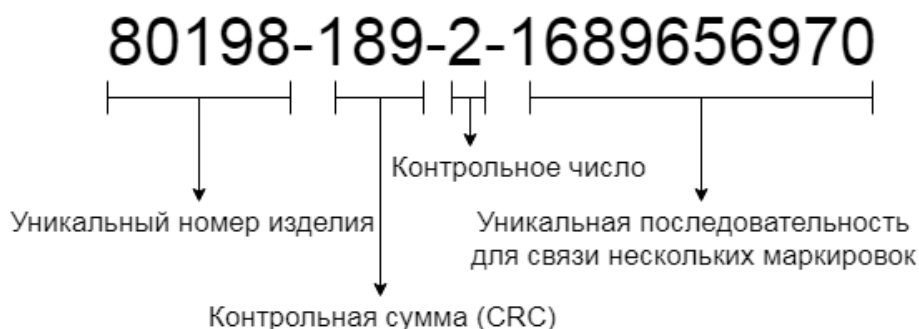 80198-189-2-1689656970
Контрольное число
Уникальный номер изделия
Уникальная последовательность
для связи нескольких маркировок
Контрольная сумма (CRC)